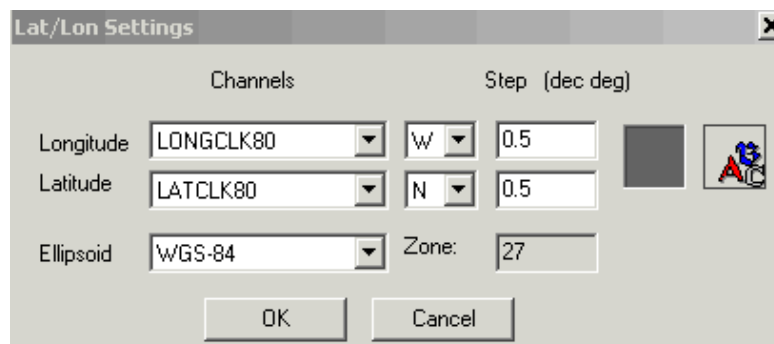 Lat/Lon Settings
Channels Step (dec deg)
Longitude LONGCLK80 W 0.5
Latitude LATCLK80 N 0.5
Ellipsoid WGS-84 Zone: 27
OK Cancel